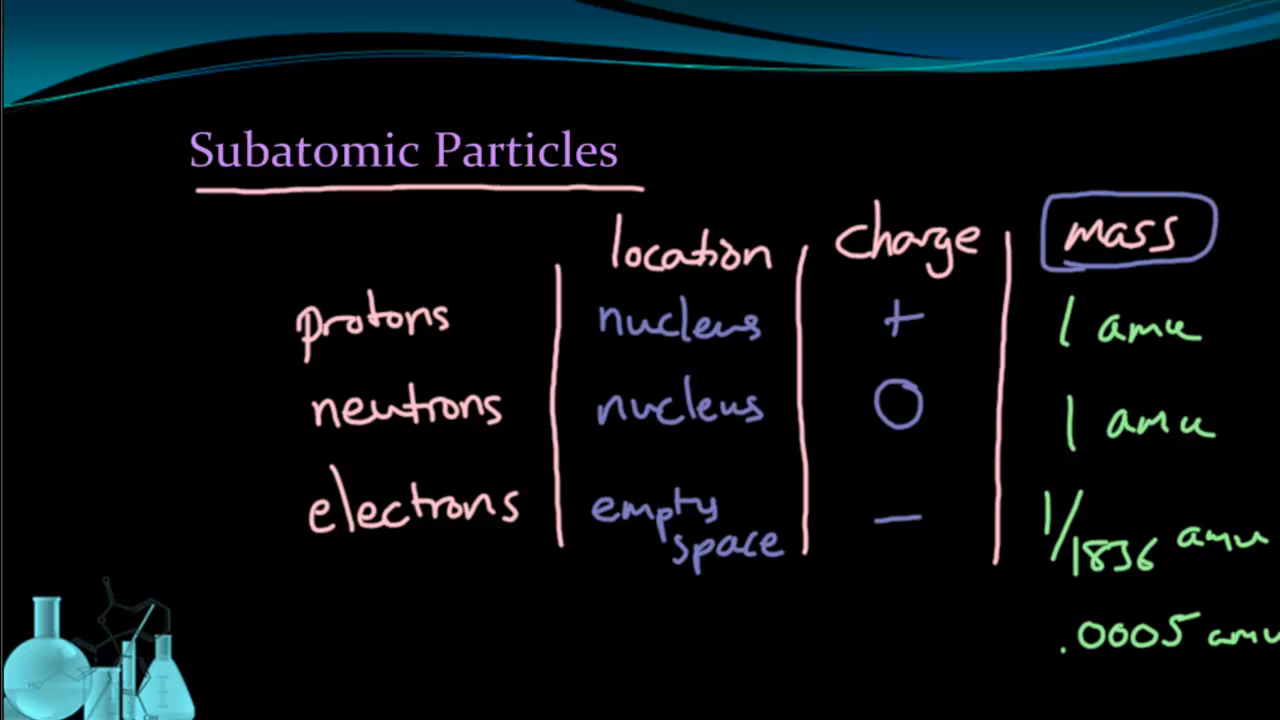 Subatomic Particles
location charge mass
protons nucleus + 1 amu
neutrons nucleus 0 1 amu
electrons empty space - 1/1836 amu
.0005 amu